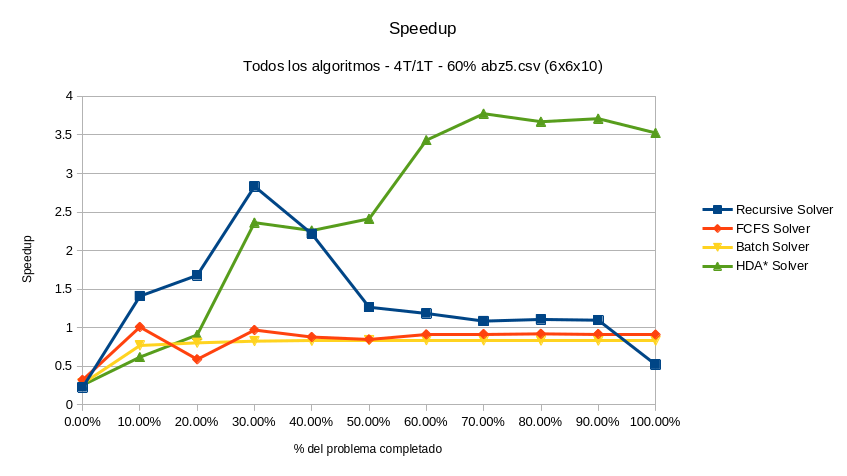 Speedup
Todos los algoritmos - 4T/1T - 60% abz5.csv (6x6x10)
4
3.5
3
2.5
2
1.5
1
0.5
0
Speedup
0.00% 10.00% 20.00% 30.00% 40.00% 50.00% 60.00% 70.00% 80.00% 90.00% 100.00%
% del problema completado
Recursive Solver
FCFS Solver
Batch Solver
HDA* Solver